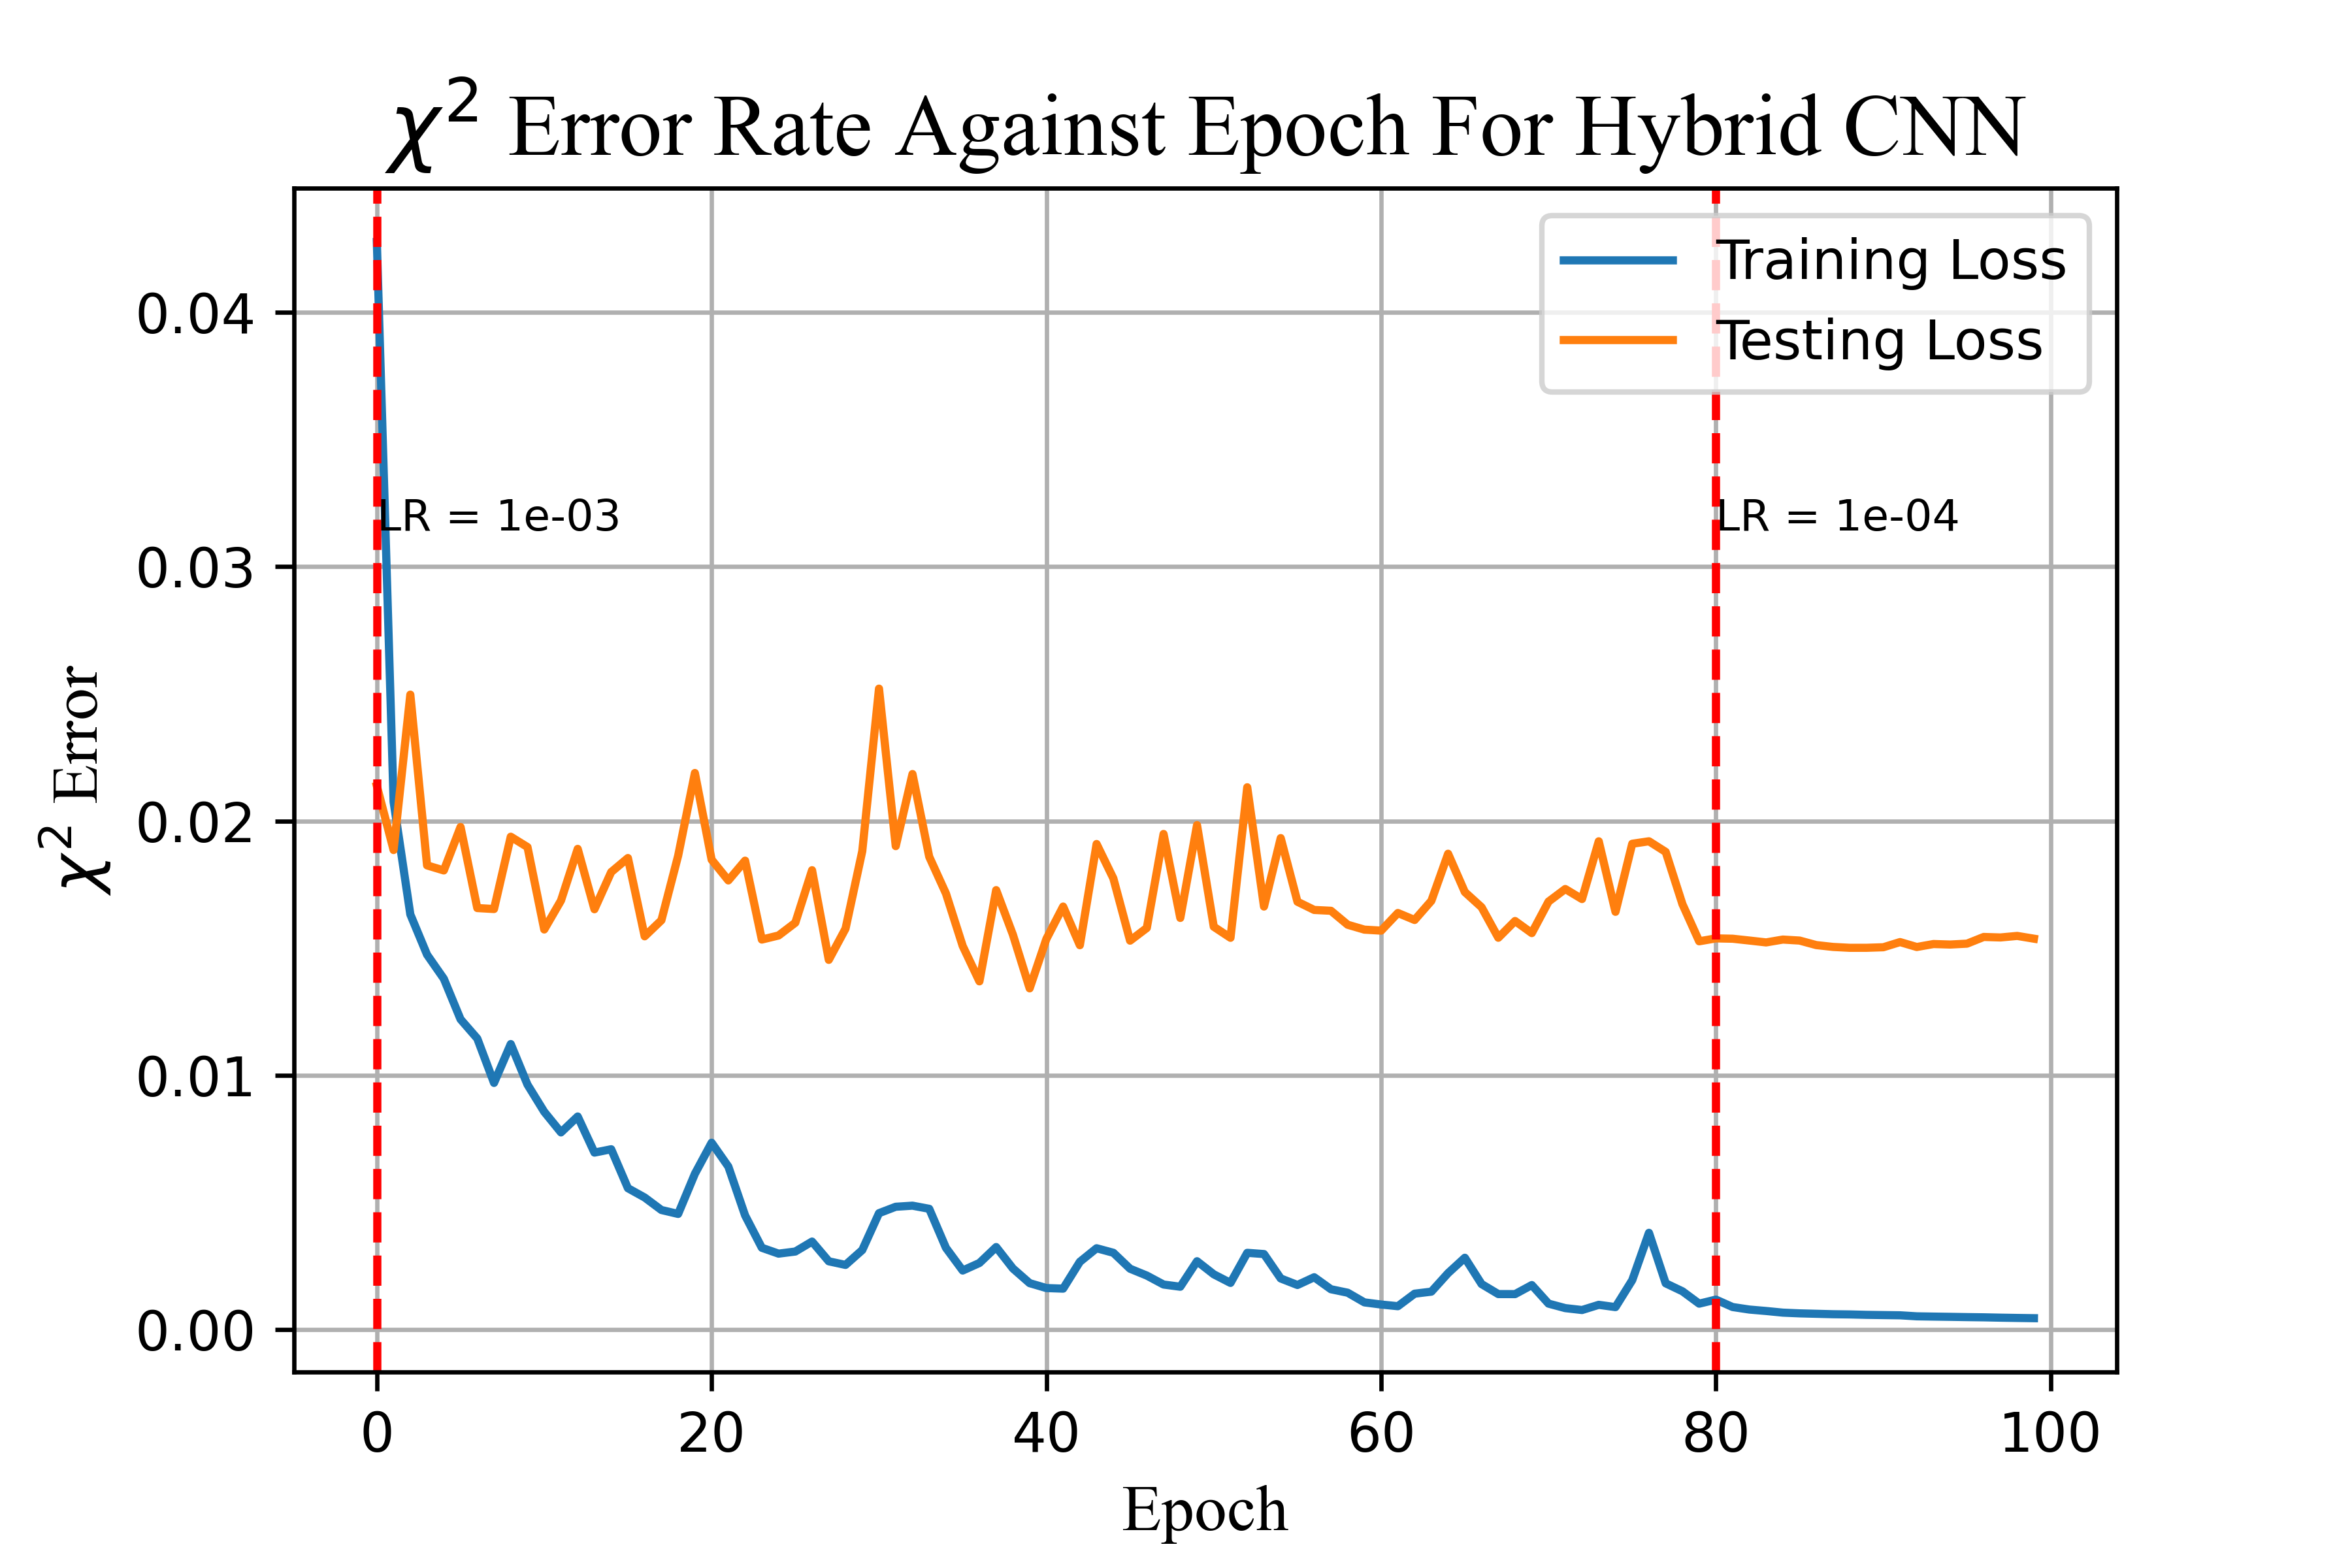 χ² Error Rate Against Epoch For Hybrid CNN
Training Loss
Testing Loss
LR = 1e-03
LR = 1e-04
χ² Error
0.04
0.03
0.02
0.01
0.00
0 20 40 60 80 100
Epoch